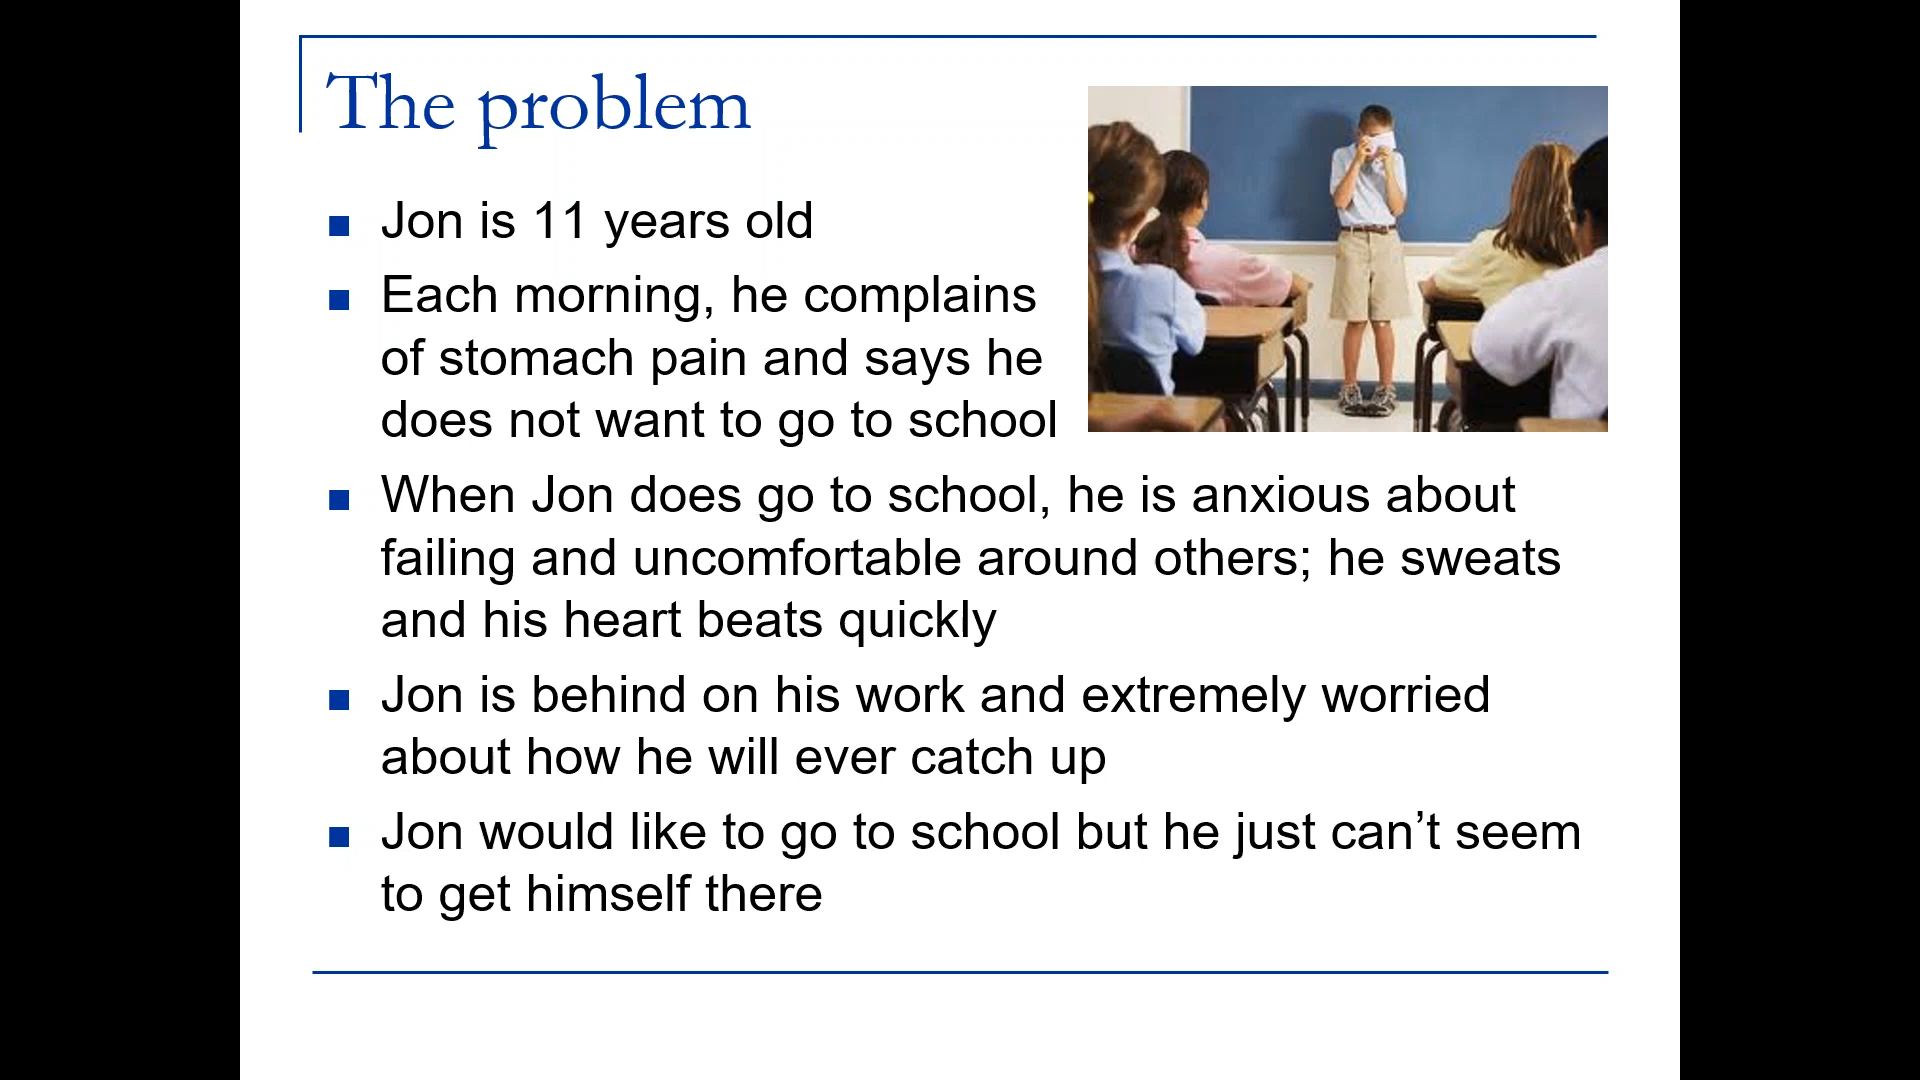 The problem
Jon is 11 years old
Each morning, he complains
of stomach pain and says he
does not want to go to school
When Jon does go to school, he is anxious about
failing and uncomfortable around others; he sweats
and his heart beats quickly
Jon is behind on his work and extremely worried
about how he will ever catch up
Jon would like to go to school but he just can’t seem
to get himself there